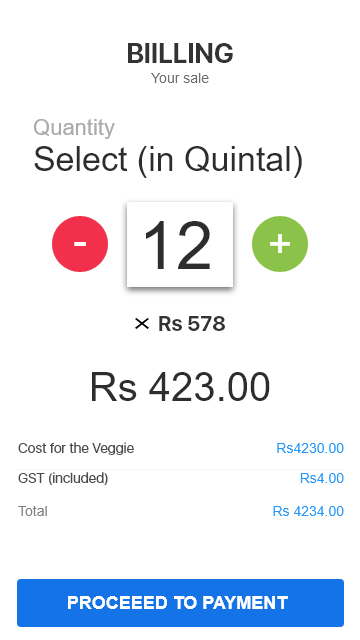 BIILLING
Your sale
Quantity
Select (in Quintal)
- 12 +
× Rs 578
Rs 423.00
Cost for the Veggie Rs4230.00
GST (included) Rs4.00
Total Rs 4234.00
PROCEEED TO PAYMENT